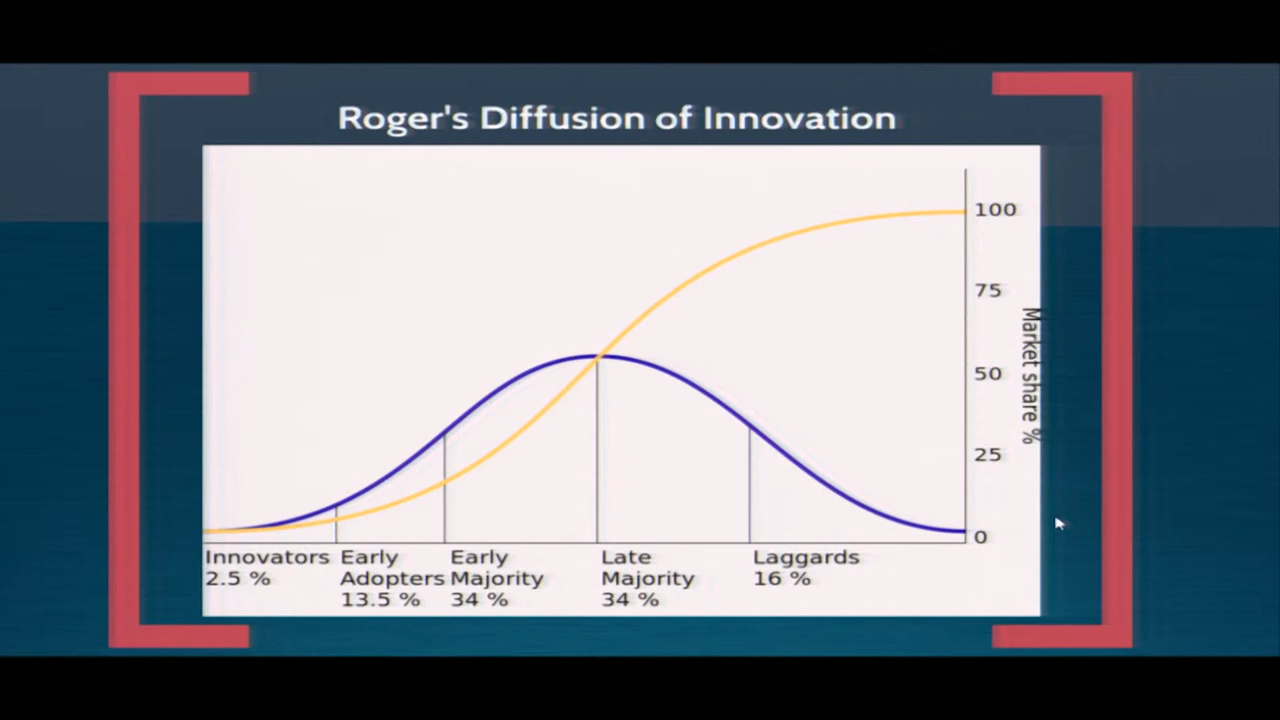 Roger's Diffusion of Innovation
100
75
50
25
0
Market share %
Innovators
2.5 %
Early
Adopters
13.5 %
Early
Majority
34 %
Late
Majority
34 %
Laggards
16 %